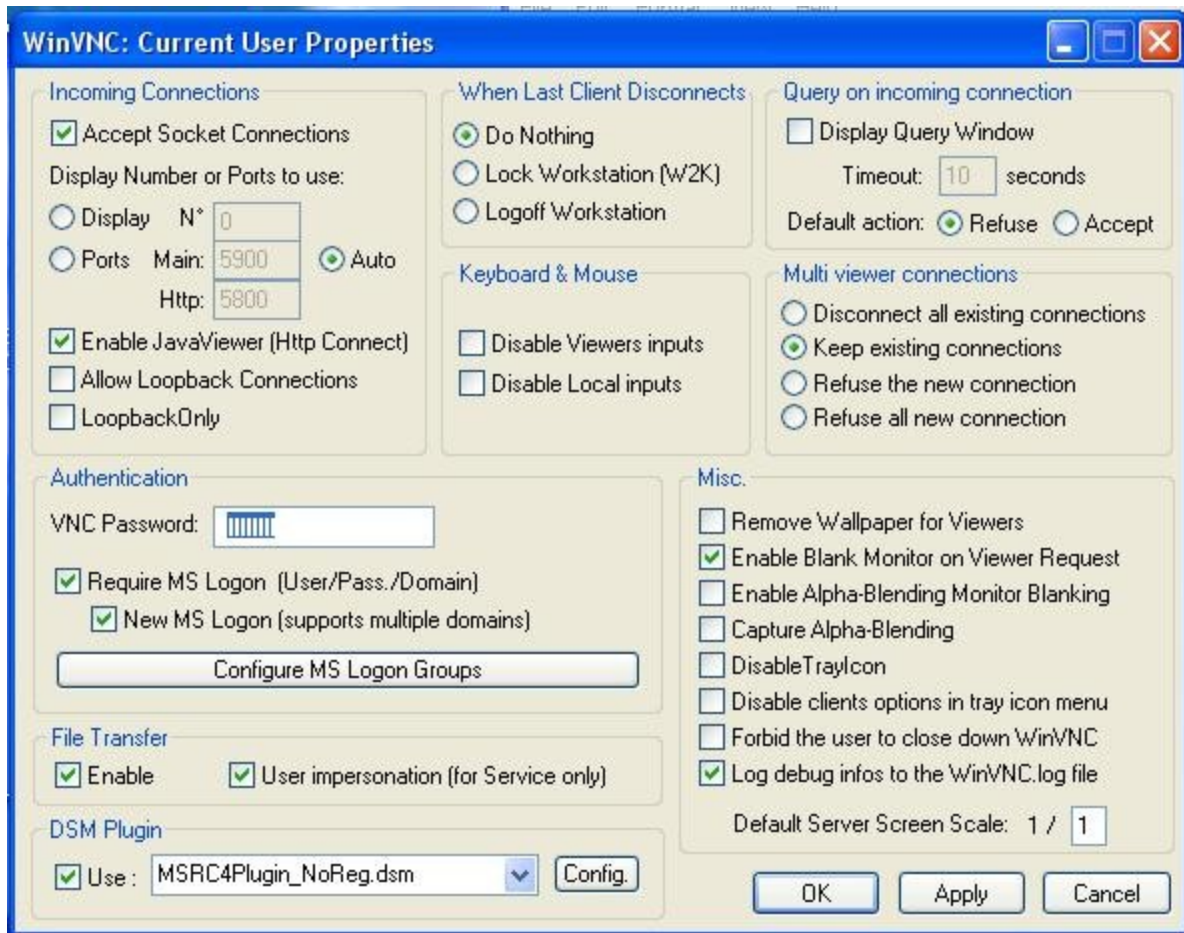 WinVNC: Current User Properties
Incoming Connections
Accept Socket Connections
Display Number or Ports to use:
Display N° 0
Ports Main: 5900 Auto
Http: 5800
Enable JavaViewer (Http Connect)
Allow Loopback Connections
LoopbackOnly
When Last Client Disconnects
Do Nothing
Lock Workstation (W2K)
Logoff Workstation
Keyboard & Mouse
Disable Viewers inputs
Disable Local inputs
Query on incoming connection
Display Query Window
Timeout: 10 seconds
Default action: Refuse Accept
Multi viewer connections
Disconnect all existing connections
Keep existing connections
Refuse the new connection
Refuse all new connection
Authentication
VNC Password:
Require MS Logon (User/Pass./Domain)
New MS Logon (supports multiple domains)
Configure MS Logon Groups
File Transfer
Enable User impersonation (for Service only)
DSM Plugin
Use : MSRC4Plugin_NoReg.dsm Config.
Misc.
Remove Wallpaper for Viewers
Enable Blank Monitor on Viewer Request
Enable Alpha-Blending Monitor Blanking
Capture Alpha-Blending
DisableTrayIcon
Disable clients options in tray icon menu
Forbid the user to close down WinVNC
Log debug infos to the WinVNC.log file
Default Server Screen Scale: 1 / 1
OK Apply Cancel